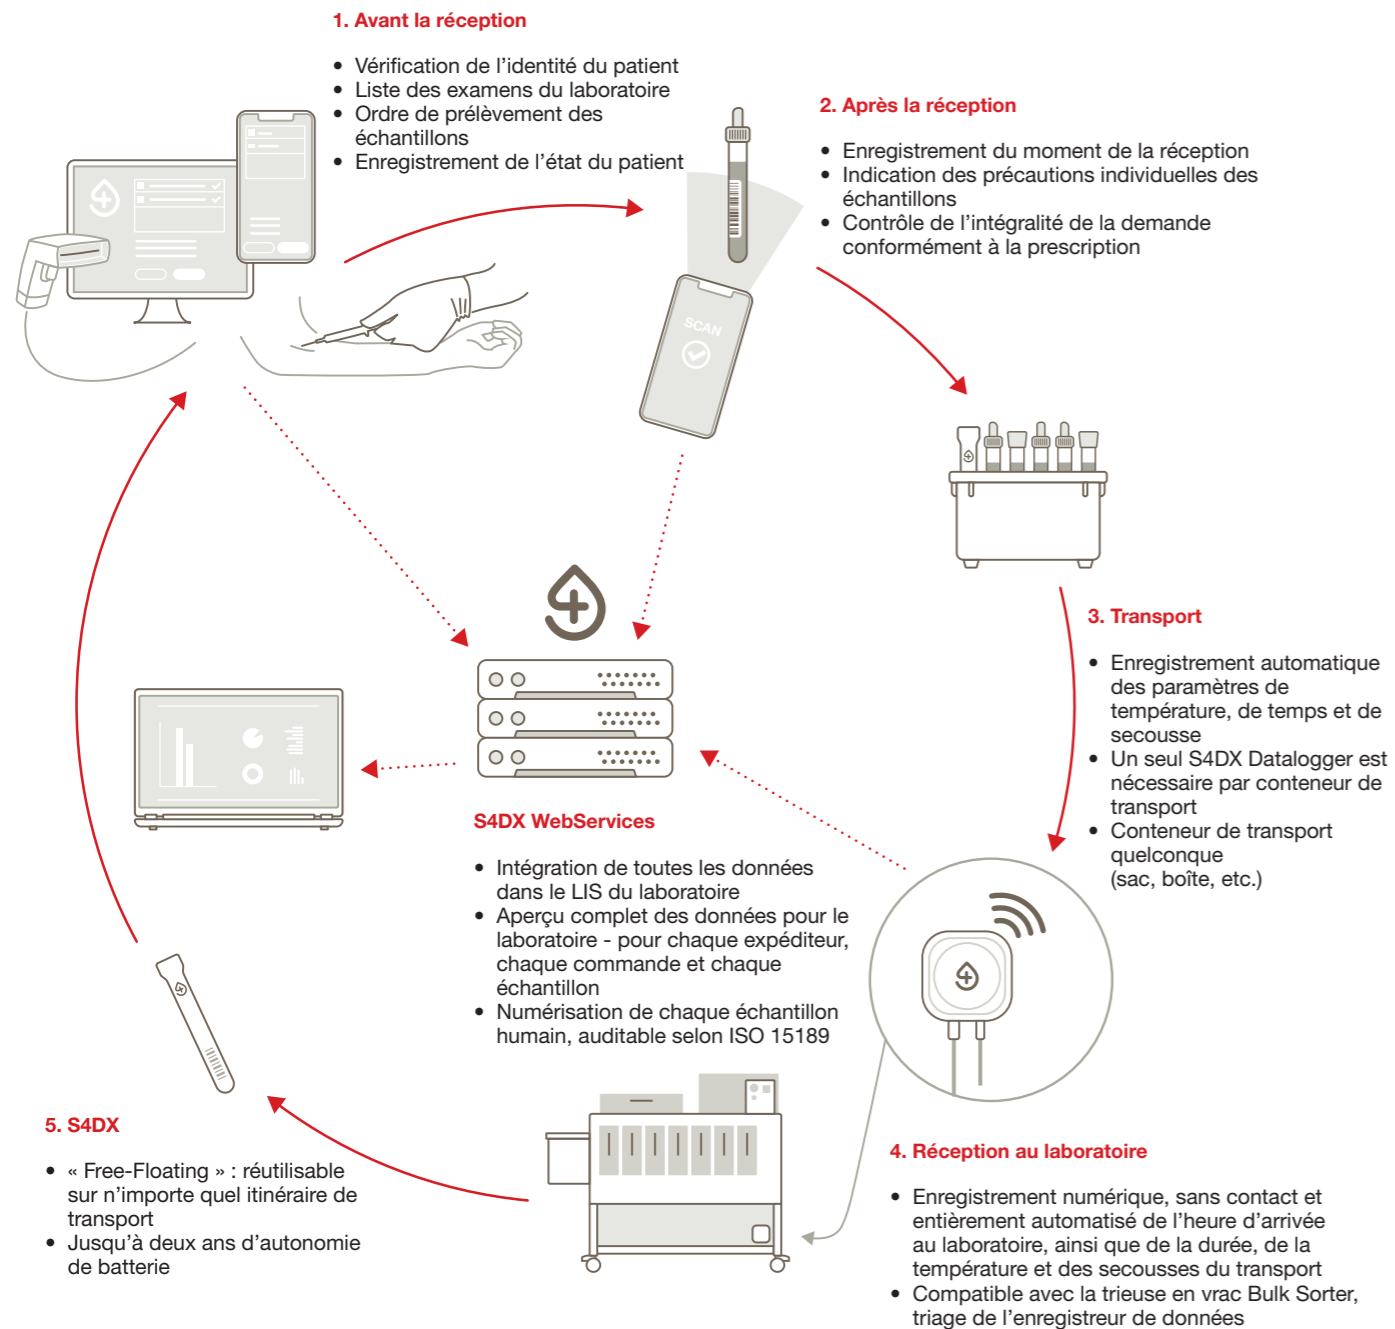 1. Avant la réception
• Vérification de l’identité du patient
• Liste des examens du laboratoire
• Ordre de prélèvement des
échantillons
• Enregistrement de l’état du patient
2. Après la réception
• Enregistrement du moment de la réception
• Indication des précautions individuelles des
échantillons
• Contrôle de l’intégralité de la demande
conformément à la prescription
SCAN
3. Transport
• Enregistrement automatique
des paramètres de
température, de temps et de
secousse
• Un seul S4DX Datalogger est
nécessaire par conteneur de
transport
• Conteneur de transport
quelconque
(sac, boîte, etc.)
S4DX WebServices
• Intégration de toutes les données
dans le LIS du laboratoire
• Aperçu complet des données pour le
laboratoire - pour chaque expéditeur,
chaque commande et chaque
échantillon
• Numérisation de chaque échantillon
humain, auditable selon ISO 15189
4. Réception au laboratoire
• Enregistrement numérique, sans contact et
entièrement automatisé de l’heure d’arrivée
au laboratoire, ainsi que de la durée, de la
température et des secousses du transport
• Compatible avec la trieuse en vrac Bulk Sorter,
triage de l’enregistreur de données
5. S4DX
• « Free-Floating » : réutilisable
sur n’importe quel itinéraire de
transport
• Jusqu’à deux ans d’autonomie
de batterie